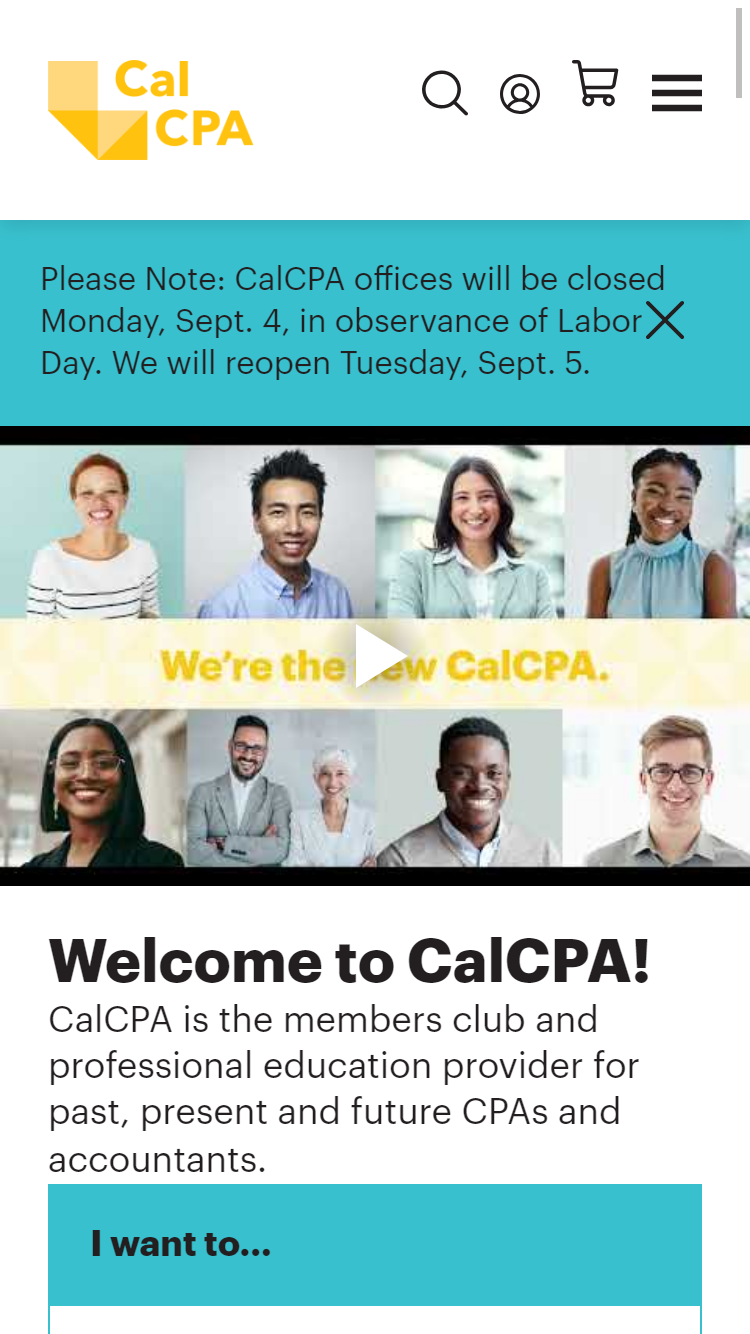 Cal
CPA
Please Note: CalCPA offices will be closed
Monday, Sept. 4, in observance of Labor
Day. We will reopen Tuesday, Sept. 5.
We're the new CalCPA.
Welcome to CalCPA!
CalCPA is the members club and
professional education provider for
past, present and future CPAs and
accountants.
I want to...